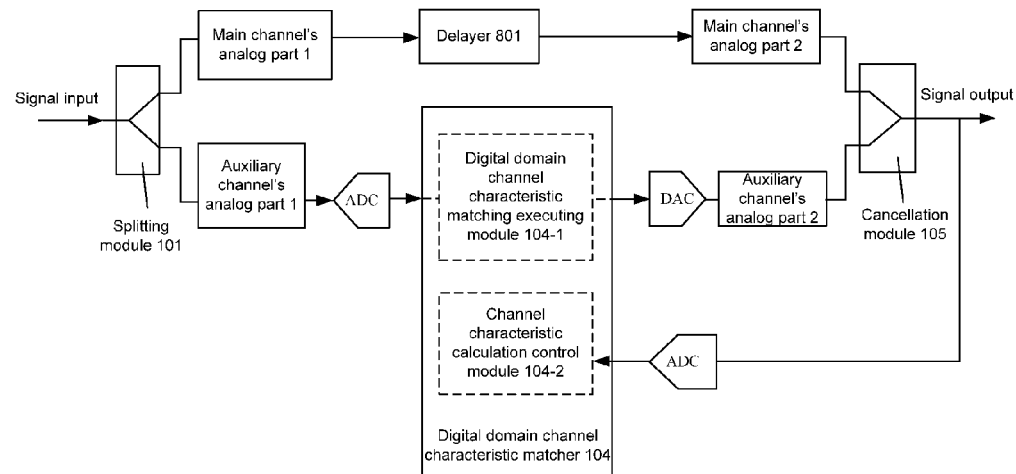 Main channel's
analog part 1
Delayer 801
Main channel's
analog part 2
Signal input
Signal output
Auxiliary
channel's
analog part 1
ADC
Digital domain
channel
characteristic
matching executing
module 104-1
DAC
Auxiliary
channel's
analog part 2
Splitting
module 101
Cancellation
module 105
Channel
characteristic
calculation control
module 104-2
ADC
Digital domain channel
characteristic matcher 104